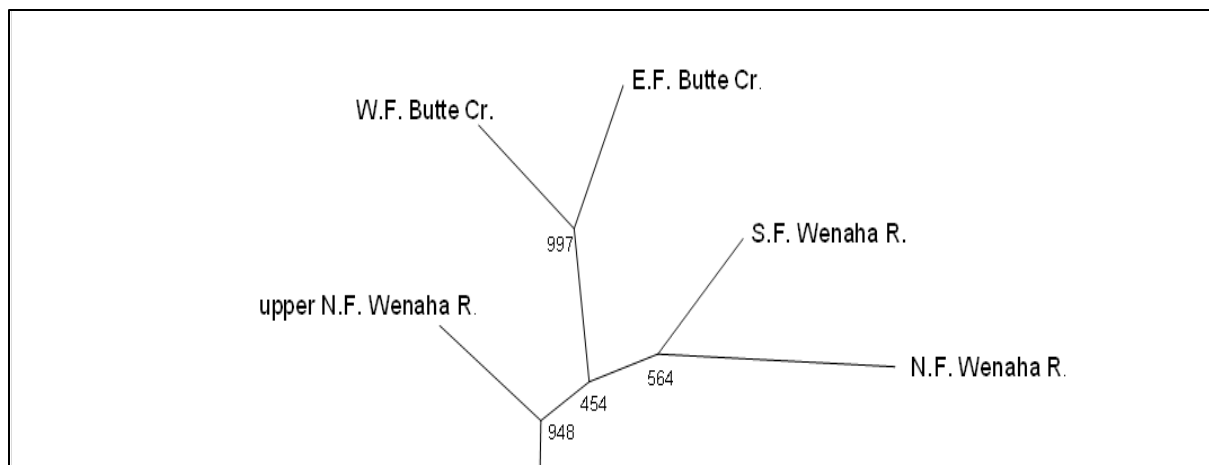 E.F. Butte Cr.
W.F. Butte Cr.
S.F. Wenaha R.
997
upper N.F. Wenaha R.
N.F. Wenaha R.
564
454
948